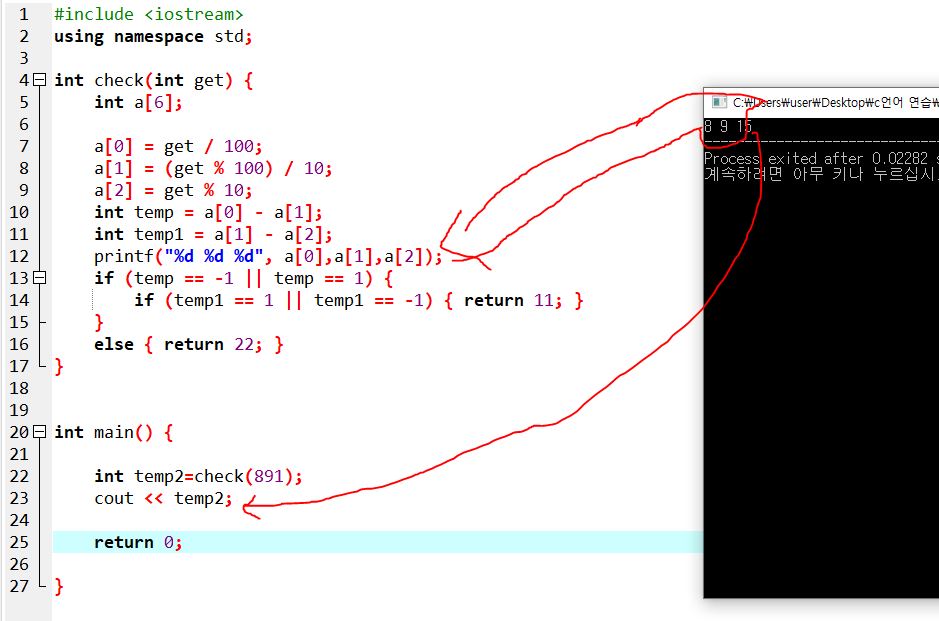 1 #include <iostream>
2 using namespace std;
3
4 int check(int get) {
5 int a[6];
6
7 a[0] = get / 100;
8 a[1] = (get % 100) / 10;
9 a[2] = get % 10;
10 int temp = a[0] - a[1];
11 int temp1 = a[1] - a[2];
12 printf("%d %d %d", a[0],a[1],a[2]);
13 if (temp == -1 || temp == 1) {
14 if (temp1 == 1 || temp1 == -1) { return 11; }
15 }
16 else { return 22; }
17 }
18
19
20 int main() {
21
22 int temp2=check(891);
23 cout << temp2;
24
25 return 0;
26
27 }
C:₩Users₩user₩Desktop₩c언어 연습₩
8 9 15
--------------------------------
Process exited after 0.02282 s
계속하려면 아무 키나 누르십시